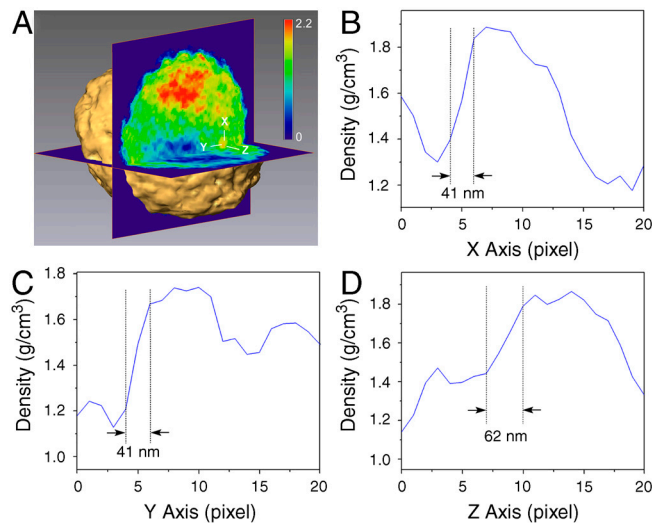 A
2.2
0
X
Y
Z
B
Density (g/cm³)
1.8
1.6
1.4
1.2
41 nm
0 5 10 15 20
X Axis (pixel)
C
Density (g/cm³)
1.8
1.6
1.4
1.2
1.0
41 nm
0 5 10 15 20
Y Axis (pixel)
D
Density (g/cm³)
1.8
1.6
1.4
1.2
1.0
62 nm
0 5 10 15 20
Z Axis (pixel)